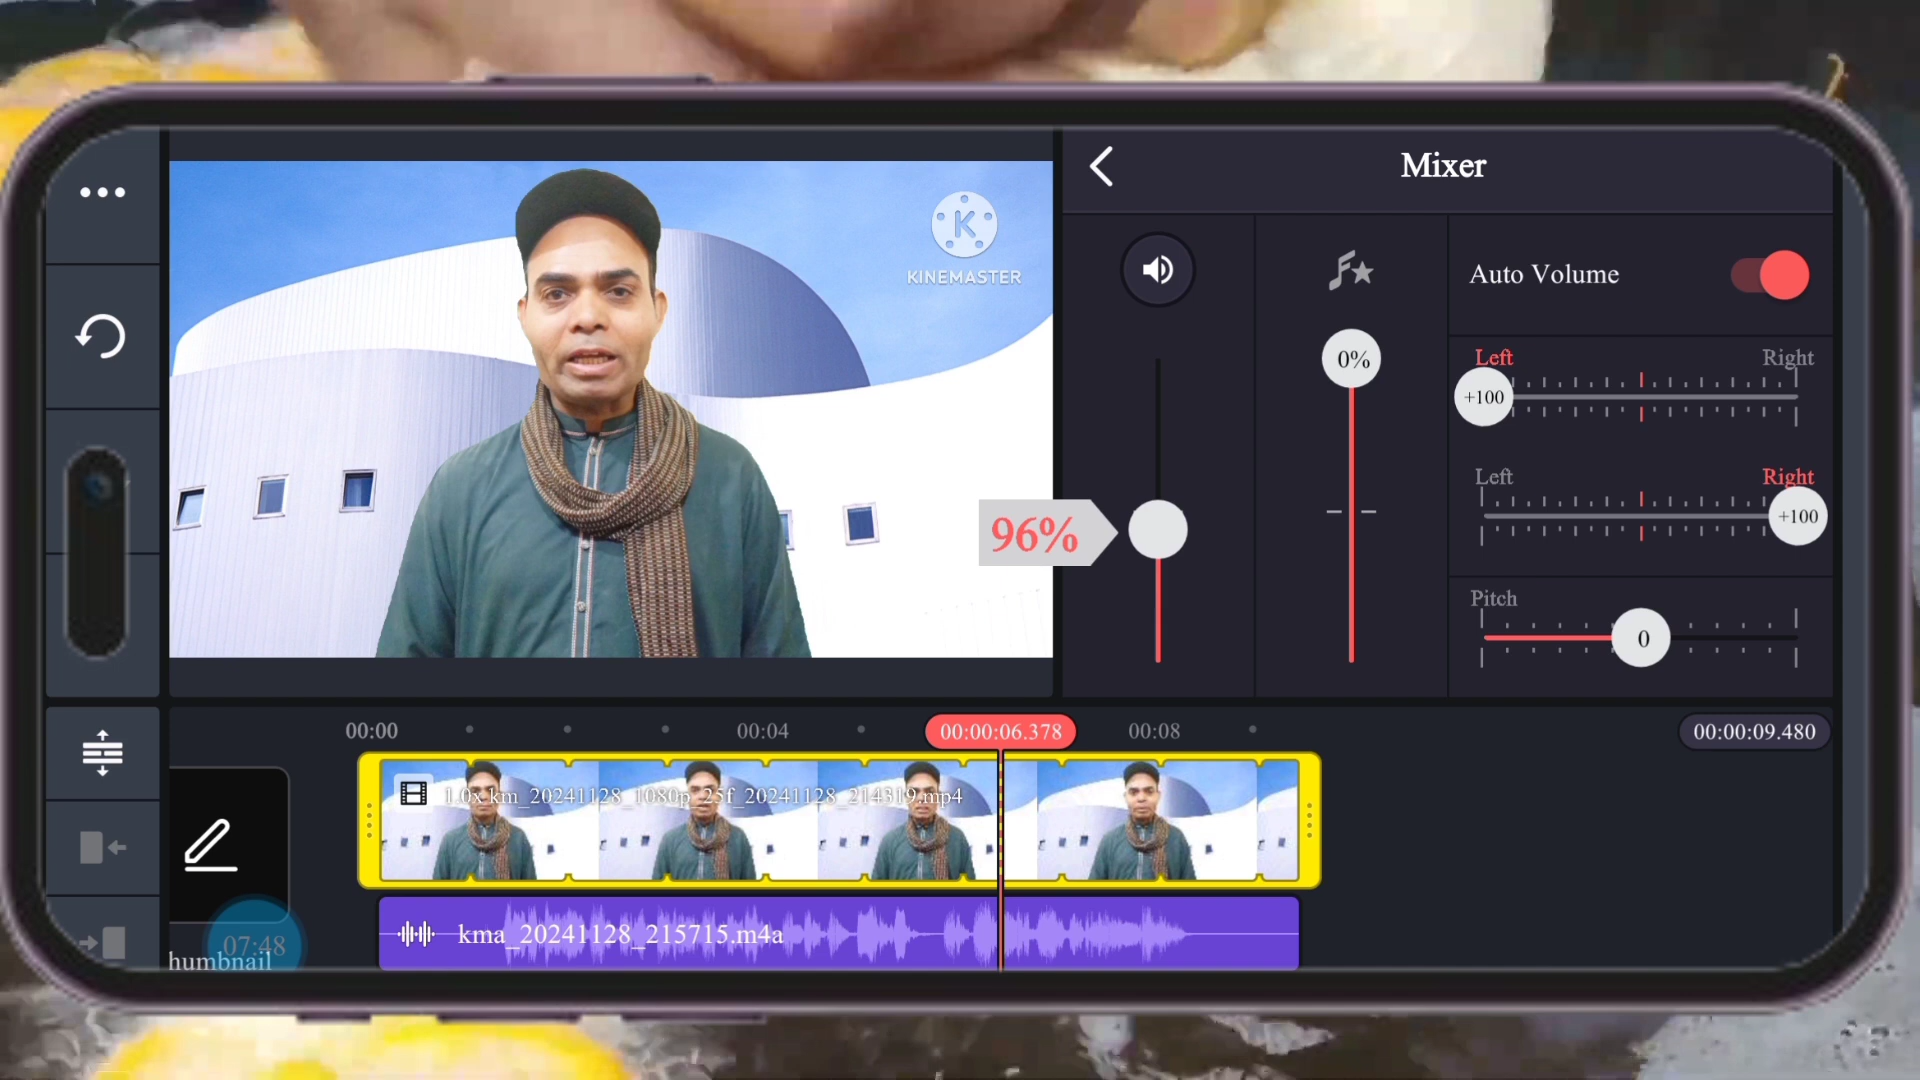 Mixer
K
KINEMASTER
0%
Auto Volume
Left
Right
+100
96%
Left
Right
+100
Pitch
0
00:00
00:04
00:00:06.378
00:08
00:00:09.480
1.0x km_20241128_1080p_25f_20241128_214319.mp4
kma_20241128_215715.m4a
07:48
humbnail